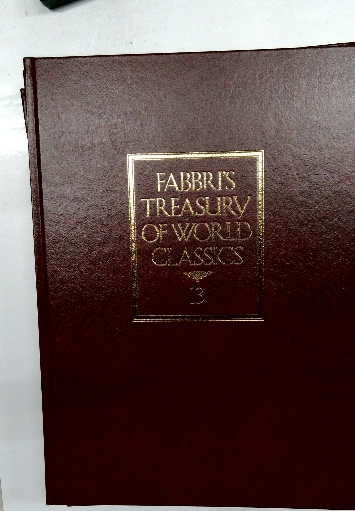 FABBRI'S
TREASURY
OF WORLD
CLASSICS
13